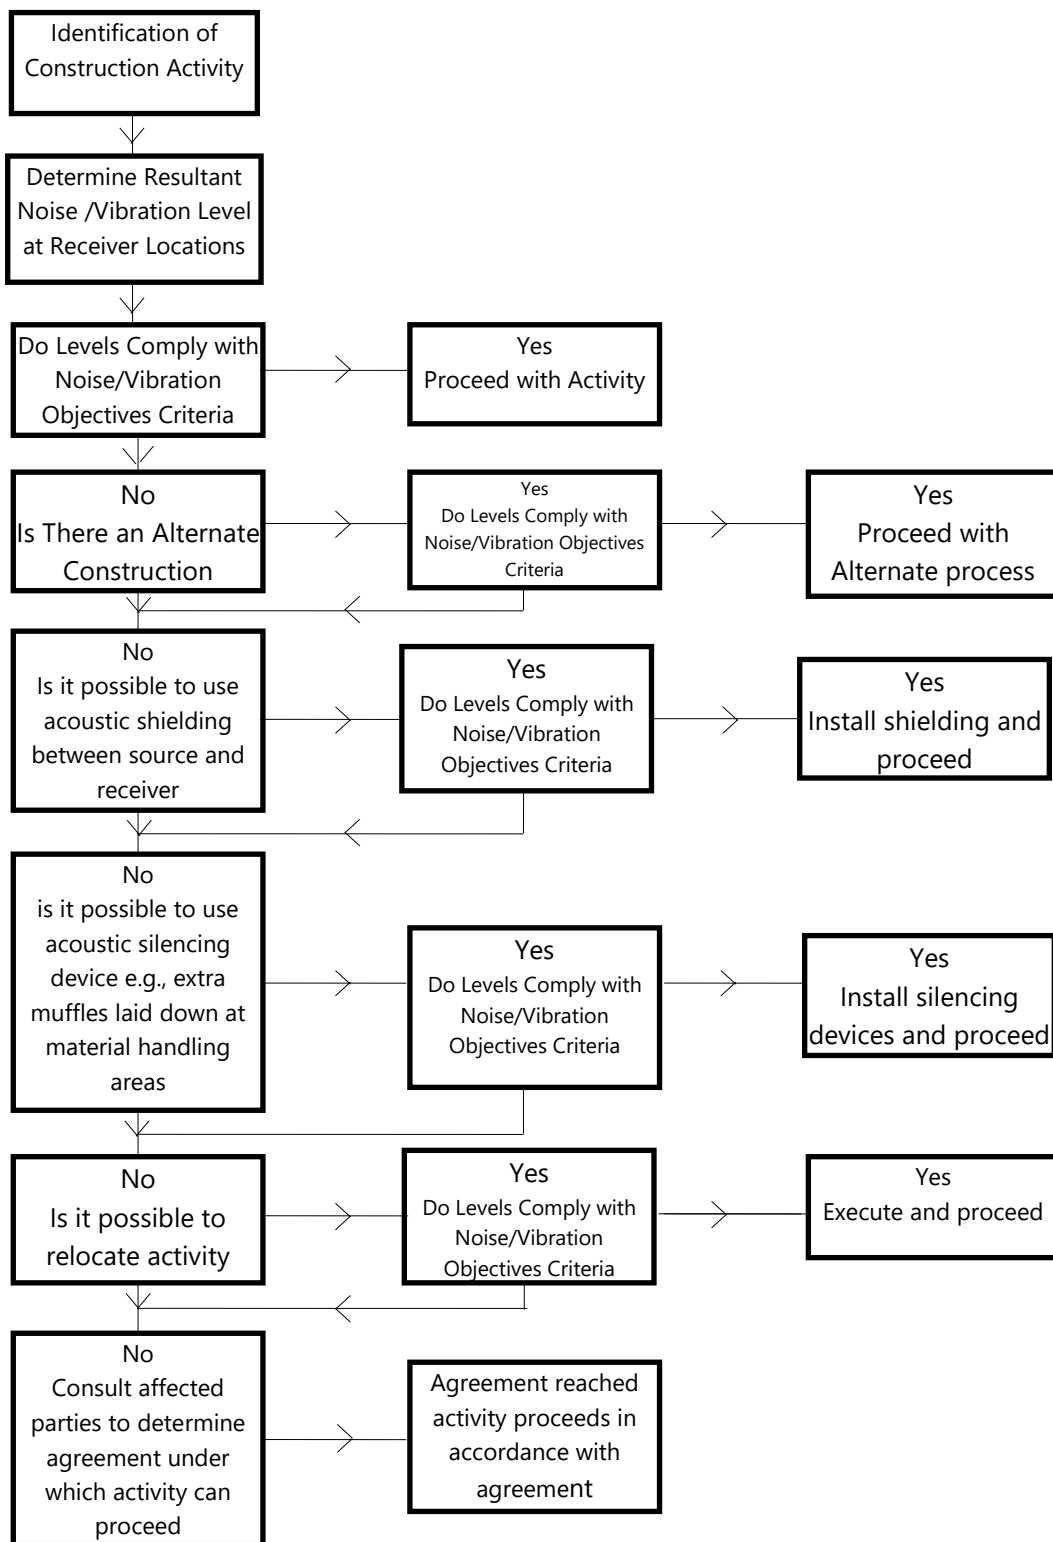 Identification of
Construction Activity
Determine Resultant
Noise /Vibration Level
at Receiver Locations
Do Levels Comply with
Noise/Vibration
Objectives Criteria
Yes
Proceed with Activity
No
Is There an Alternate
Construction
Yes
Do Levels Comply with
Noise/Vibration Objectives
Criteria
Yes
Proceed with
Alternate process
No
Is it possible to use
acoustic shielding
between source and
receiver
Yes
Do Levels Comply with
Noise/Vibration
Objectives Criteria
Yes
Install shielding and
proceed
No
is it possible to use
acoustic silencing
device e.g., extra
muffles laid down at
material handling
areas
Yes
Do Levels Comply with
Noise/Vibration
Objectives Criteria
Yes
Install silencing
devices and proceed
No
Is it possible to
relocate activity
Yes
Do Levels Comply with
Noise/Vibration
Objectives Criteria
Yes
Execute and proceed
No
Consult affected
parties to determine
agreement under
which activity can
proceed
Agreement reached
activity proceeds in
accordance with
agreement